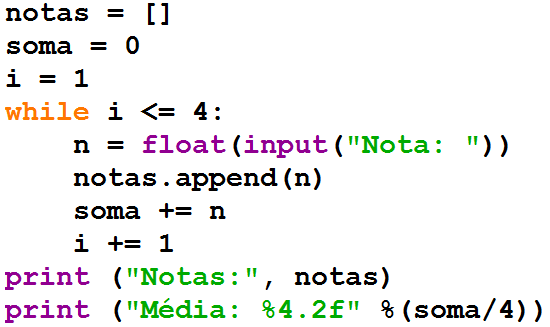 notas = []
soma = 0
i = 1
while i <= 4:
    n = float(input("Nota: "))
    notas.append(n)
    soma += n
    i += 1
print ("Notas:", notas)
print ("Média: %4.2f" %(soma/4))